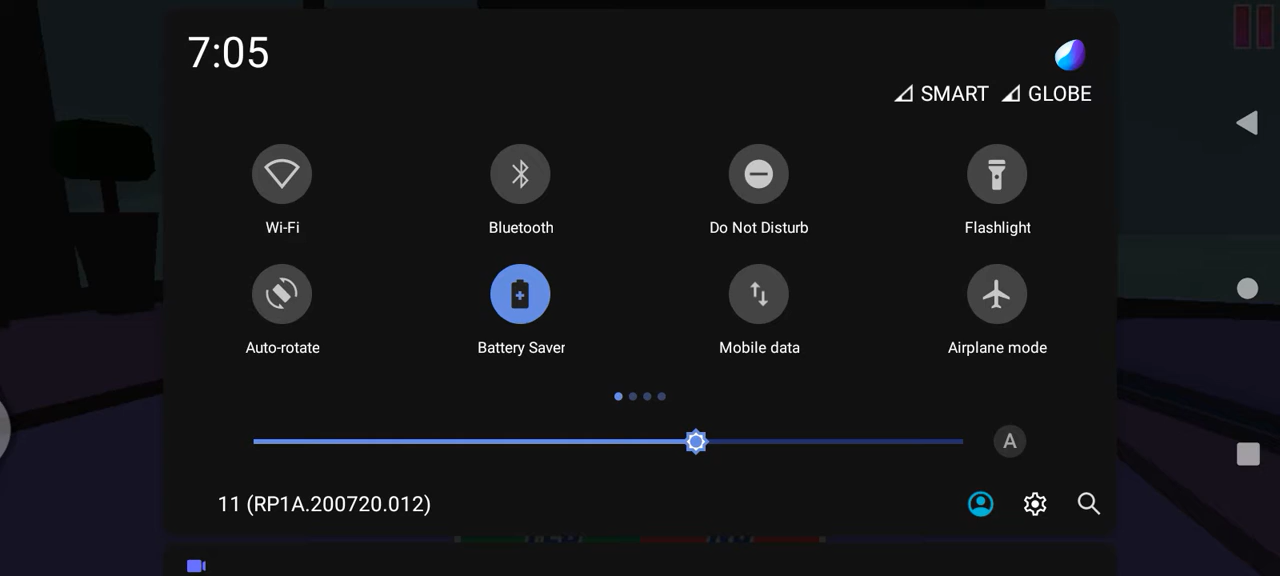 7:05
SMART GLOBE
Wi-Fi Bluetooth Do Not Disturb Flashlight
Auto-rotate Battery Saver Mobile data Airplane mode
A
11 (RP1A.200720.012)